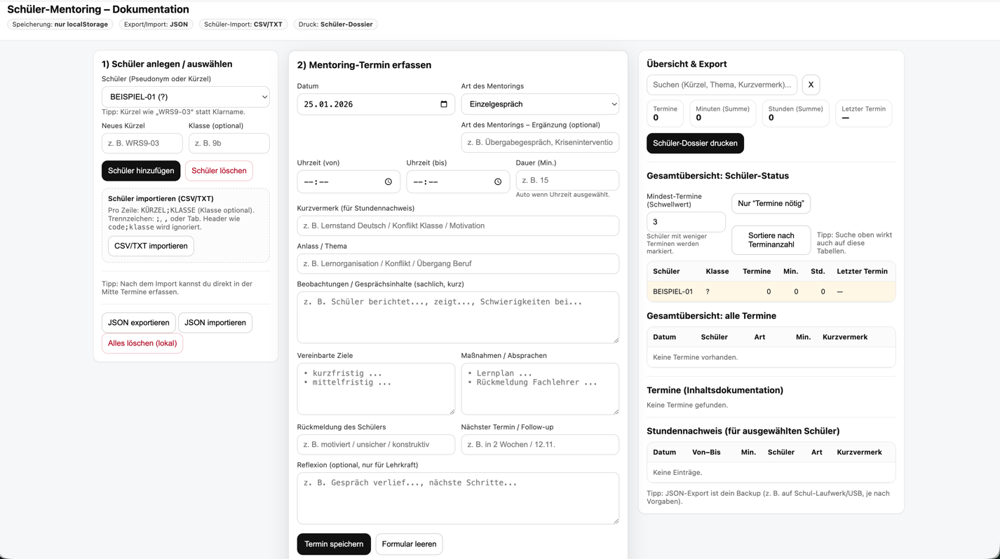 Schüler-Mentoring – Dokumentation
Speicherung: nur localStorage
Export/Import: JSON
Schüler-Import: CSV/TXT
Druck: Schüler-Dossier
1) Schüler anlegen / auswählen
Schüler (Pseudonym oder Kürzel)
BEISPIEL-01 (?)
Tipp: Kürzel wie „WRS9-03“ statt Klarname.
Neues Kürzel
Klasse (optional)
z. B. WRS9-03
z. B. 9b
Schüler hinzufügen
Schüler löschen
Schüler importieren (CSV/TXT)
Pro Zeile: KÜRZEL;KLASSE (Klasse optional).
Trennzeichen: ;, , oder Tab. Header wie
code;klasse wird ignoriert.
CSV/TXT importieren
Tipp: Nach dem Import kannst du direkt in der
Mitte Termine erfassen.
JSON exportieren
JSON importieren
Alles löschen (lokal)
2) Mentoring-Termin erfassen
Datum
Art des Mentorings
25.01.2026
Einzelgespräch
Art des Mentorings – Ergänzung (optional)
z. B. Übergabegespräch, Kriseninterventio
Uhrzeit (von)
Uhrzeit (bis)
Dauer (Min.)
--:--
--:--
z. B. 15
Auto wenn Uhrzeit ausgewählt.
Kurzvermerk (für Stundennachweis)
z. B. Lernstand Deutsch / Konflikt Klasse / Motivation
Anlass / Thema
z. B. Lernorganisation / Konflikt / Übergang Beruf
Beobachtungen / Gesprächsinhalte (sachlich, kurz)
z. B. Schüler berichtet..., zeigt..., Schwierigkeiten bei...
Vereinbarte Ziele
Maßnahmen / Absprachen
• kurzfristig ...
• mittelfristig ...
• Lernplan ...
• Rückmeldung Fachlehrer ...
Rückmeldung des Schülers
Nächster Termin / Follow-up
z. B. motiviert / unsicher / konstruktiv
z. B. in 2 Wochen / 12.11.
Reflexion (optional, nur für Lehrkraft)
z. B. Gespräch verlief..., nächste Schritte...
Termin speichern
Formular leeren
Übersicht & Export
Suchen (Kürzel, Thema, Kurzvermerk)...
X
Termine
0
Minuten (Summe)
0
Stunden (Summe)
0
Letzter Termin
—
Schüler-Dossier drucken
Gesamtübersicht: Schüler-Status
Mindest-Termine
(Schwellwert)
3
Schüler mit weniger
Terminen werden
markiert.
Nur “Termine nötig”
Sortiere nach
Terminanzahl
Tipp: Suche oben wirkt
auch auf diese
Tabellen.
Schüler Klasse Termine Min. Std. Letzter Termin
BEISPIEL-01 ? 0 0 0 —
Gesamtübersicht: alle Termine
Datum Schüler Art Min. Kurzvermerk
Keine Termine vorhanden.
Termine (Inhaltsdokumentation)
Keine Termine gefunden.
Stundennachweis (für ausgewählten Schüler)
Datum Von–Bis Min. Schüler Art Kurzvermerk
Keine Einträge.
Tipp: JSON-Export ist dein Backup (z. B. auf Schul-Laufwerk/USB, je nach
Vorgaben).